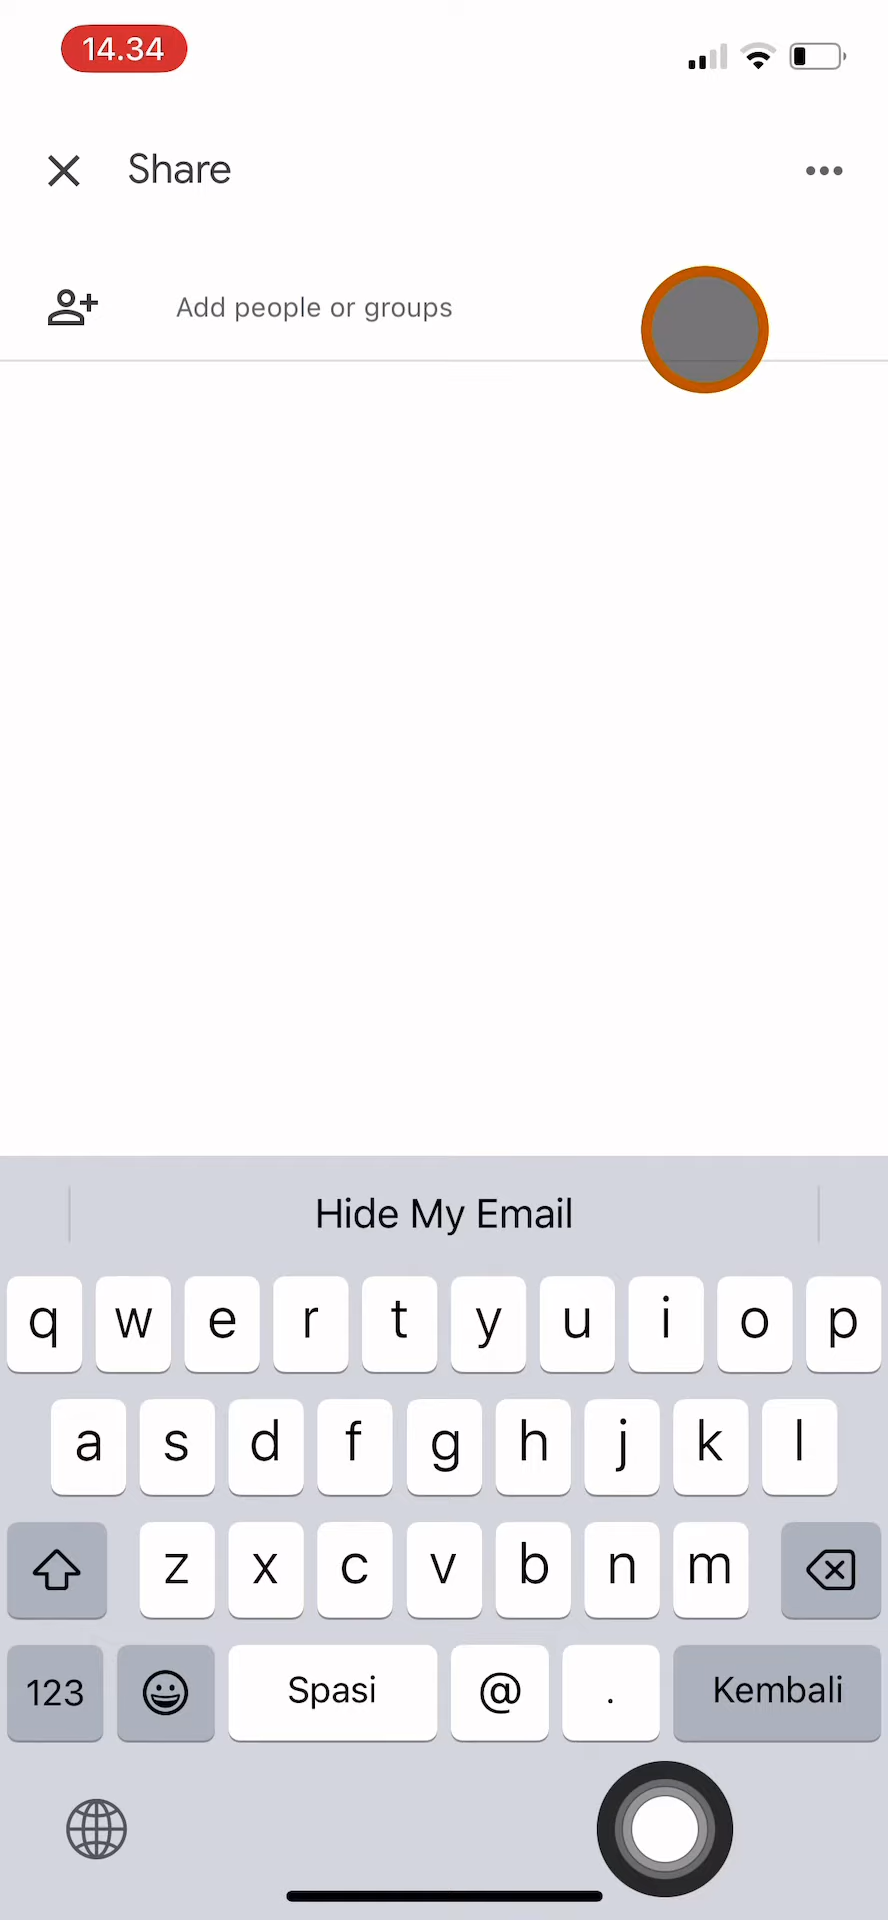 14.34
Share
Add people or groups
Hide My Email
q w e r t y u i o p
a s d f g h j k l
z x c v b n m
123 Spasi @ . Kembali